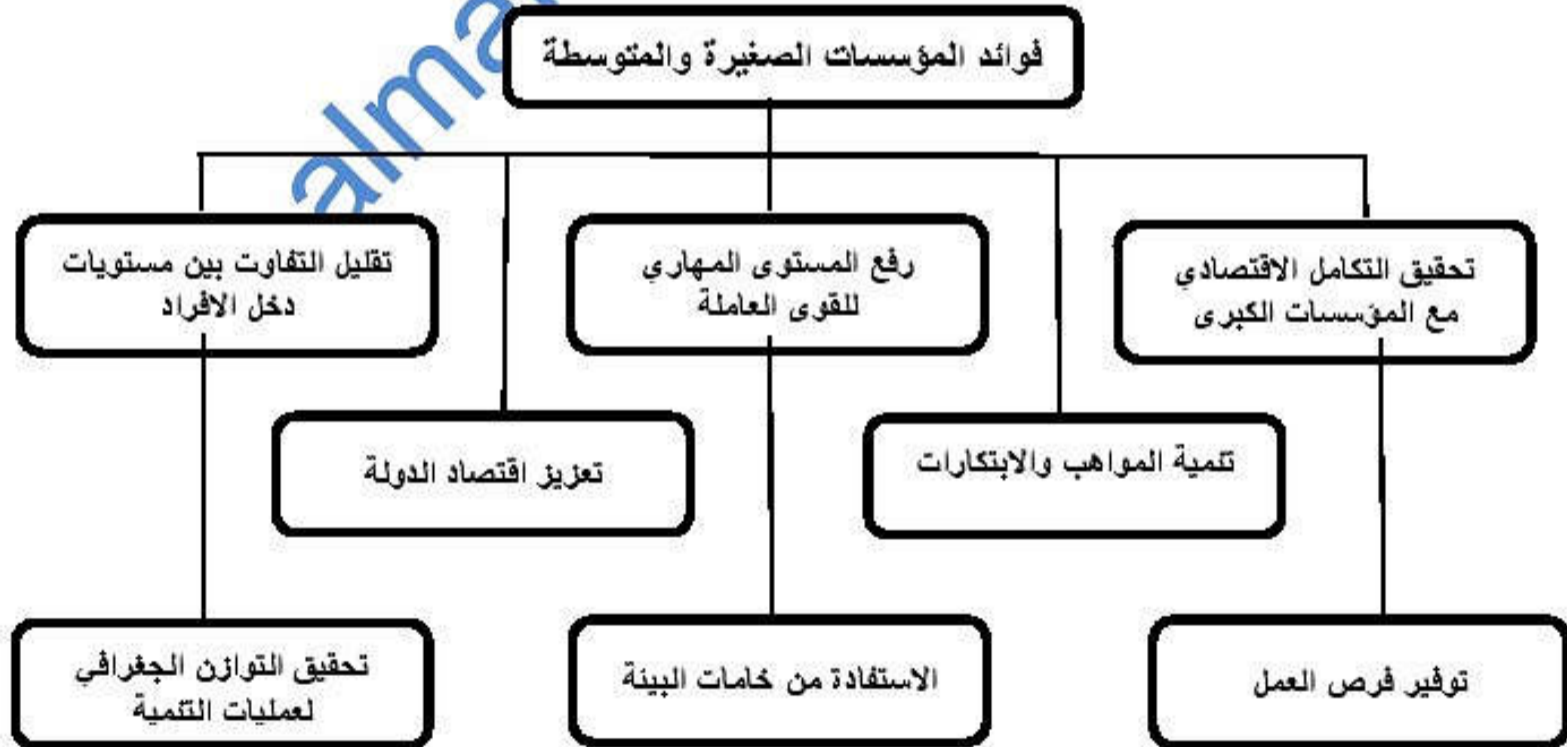 فوائد المؤسسات الصغيرة والمتوسطة
تحقيق التكامل الاقتصادي
مع المؤسسات الكبرى
رفع المستوى المهاري
للقوى العاملة
تقليل التفاوت بين مستويات
دخل الافراد
تنمية المواهب والابتكارات
تعزيز اقتصاد الدولة
توفير فرص العمل
الاستفادة من خامات البيئة
تحقيق التوازن الجغرافي
لعمليات التنمية
alma